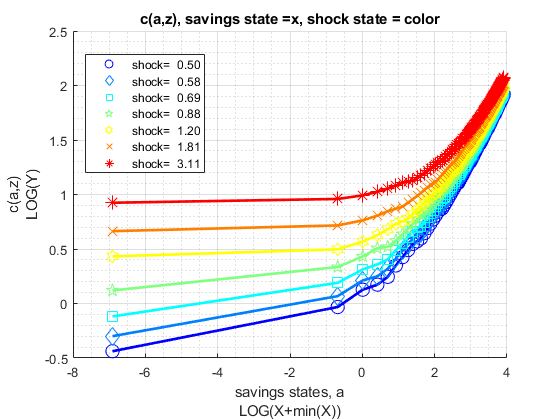 c(a,z), savings state =x, shock state = color
c(a,z)
LOG(Y)
2.5
2
1.5
1
0.5
0
-0.5
shock= 0.50
shock= 0.58
shock= 0.69
shock= 0.88
shock= 1.20
shock= 1.81
shock= 3.11
-8 -6 -4 -2 0 2 4
savings states, a
LOG(X+min(X))